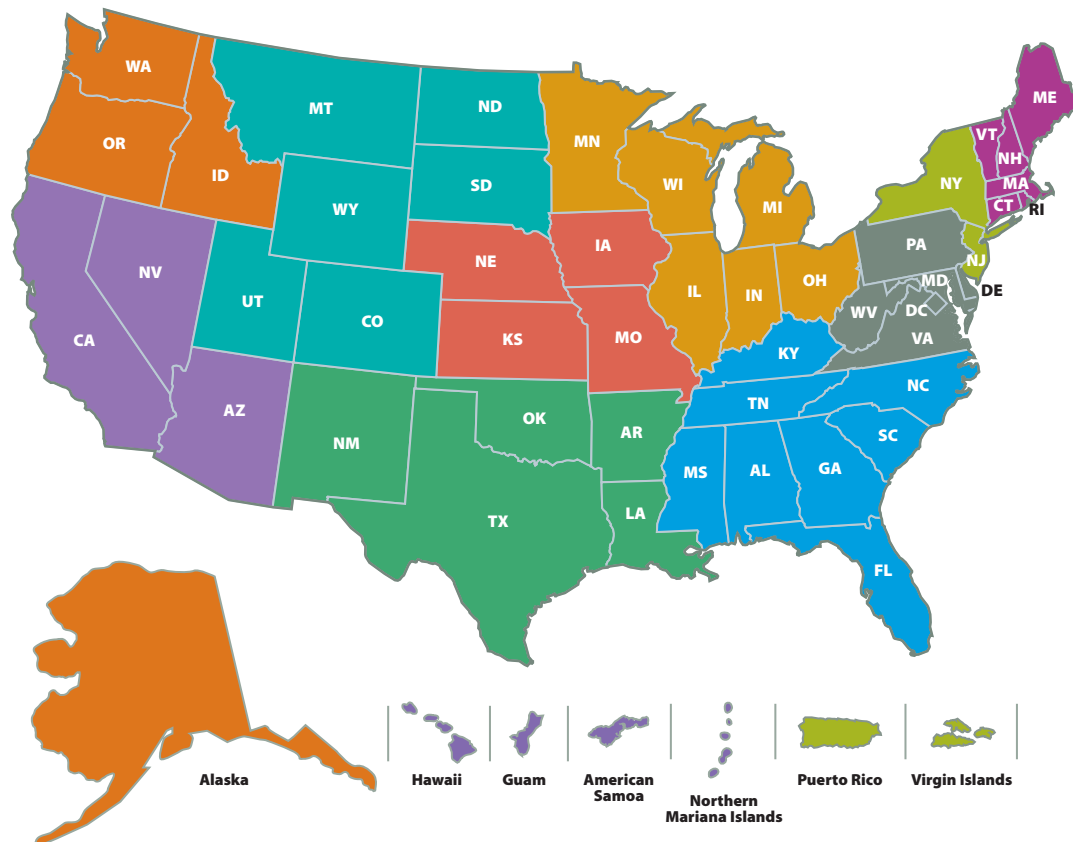 WA
MT
ND
MN
ME
VT
NH
OR
ID
SD
WI
MI
NY
MA
CT
RI
WY
IA
PA
NV
NE
IL
IN
OH
NJ
MD
DE
UT
CO
KS
MO
WV
DC
VA
CA
KY
AZ
NM
OK
AR
TN
NC
SC
MS
AL
GA
TX
LA
FL
Alaska
Hawaii
Guam
American
Samoa
Northern
Mariana Islands
Puerto Rico
Virgin Islands